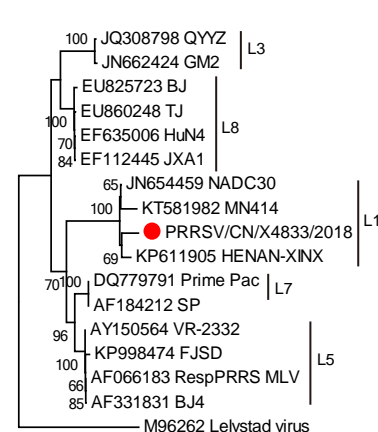 100 JQ308798 QYYZ
JN662424 GM2
L3
EU825723 BJ
100 EU860248 TJ
70 EF635006 HuN4
84 EF112445 JXA1
L8
65 JN654459 NADC30
100 KT581982 MN414
PRRSV/CN/X4833/2018
69 KP611905 HENAN-XINX
L1
70 100 DQ779791 Prime Pac
AF184212 SP
L7
96 AY150564 VR-2332
100 KP998474 FJSD
66 AF066183 RespPRRS MLV
85 AF331831 BJ4
L5
M96262 Lelystad virus